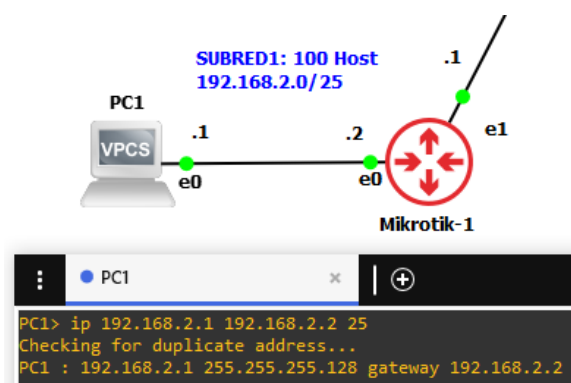 SUBRED1: 100 Host
192.168.2.0/25
.1
PC1
e1
VPCS
.1
.2
e0
e0
Mikrotik-1
PC1
PC1> ip 192.168.2.1 192.168.2.2 25
Checking for duplicate address...
PC1 : 192.168.2.1 255.255.255.128 gateway 192.168.2.2